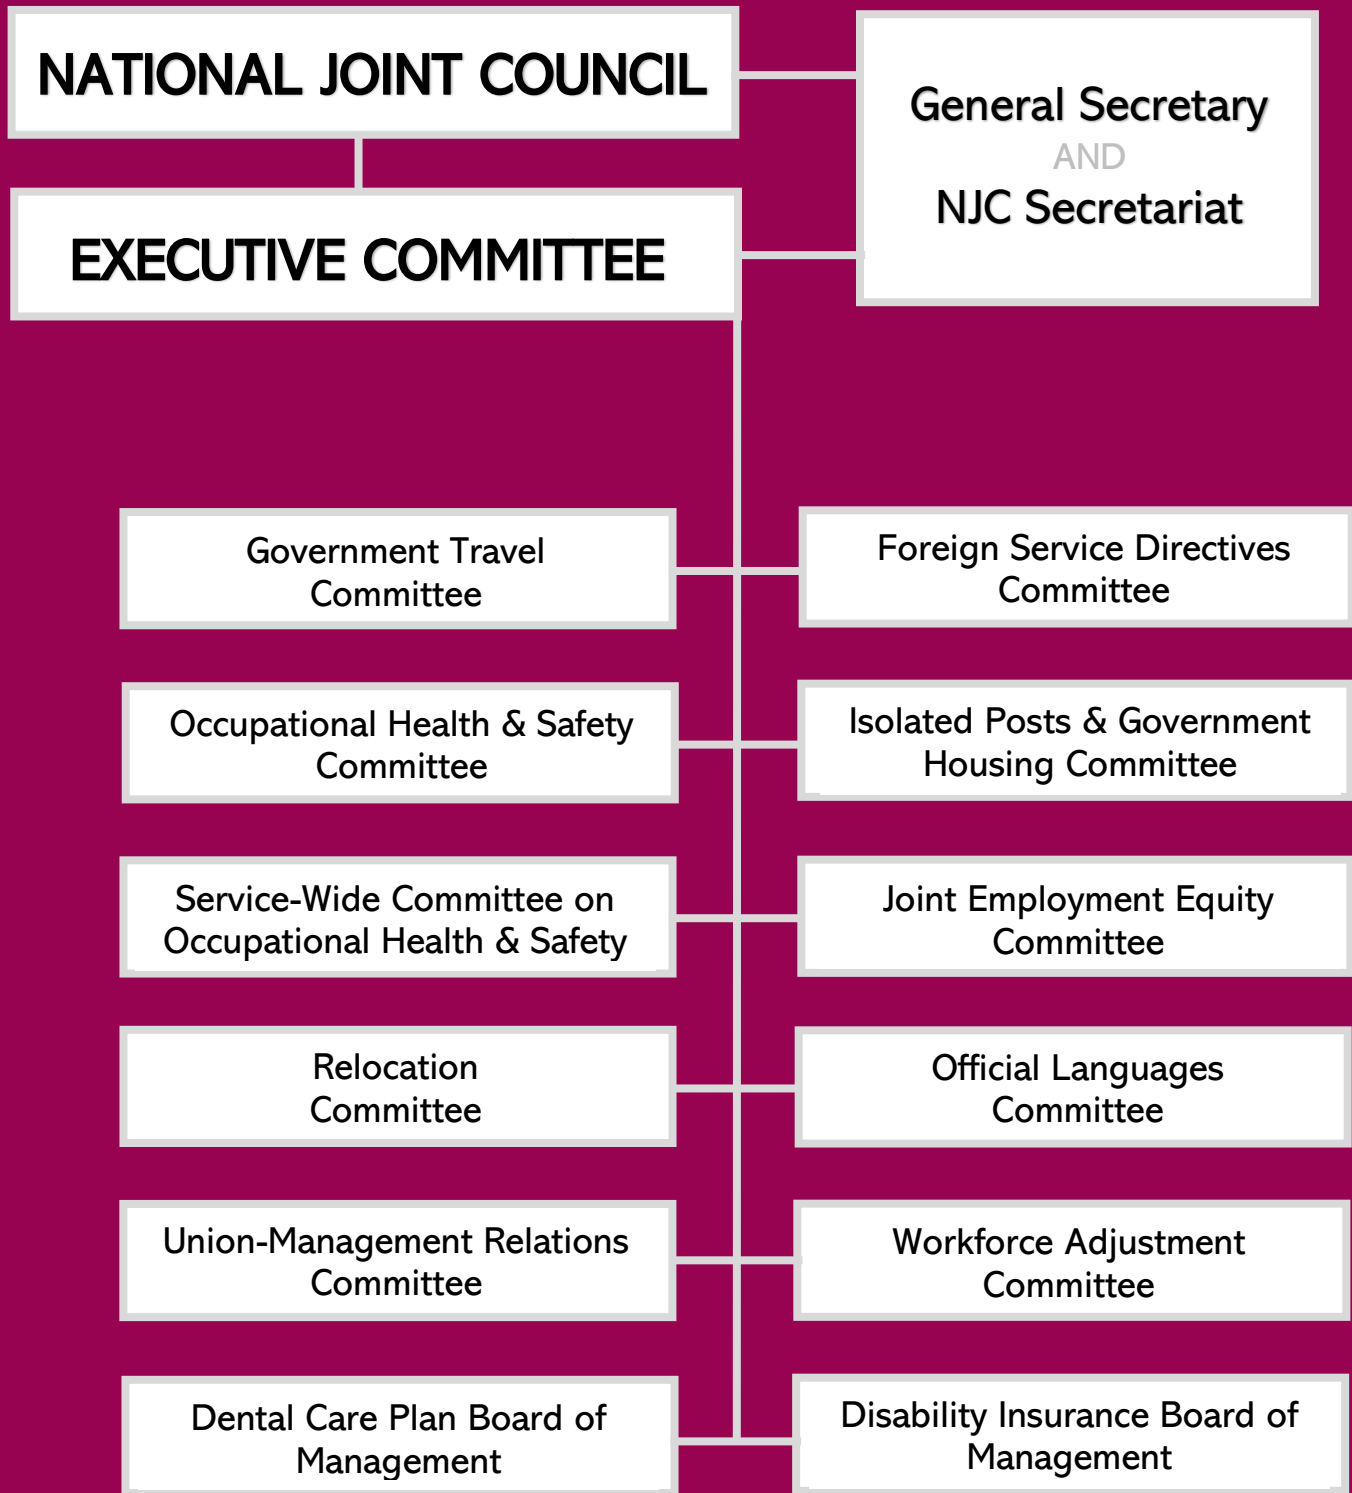 NATIONAL JOINT COUNCIL
General Secretary
AND
NJC Secretariat
EXECUTIVE COMMITTEE
Government Travel
Committee
Foreign Service Directives
Committee
Occupational Health & Safety
Committee
Isolated Posts & Government
Housing Committee
Service-Wide Committee on
Occupational Health & Safety
Joint Employment Equity
Committee
Relocation
Committee
Official Languages
Committee
Union-Management Relations
Committee
Workforce Adjustment
Committee
Dental Care Plan Board of
Management
Disability Insurance Board of
Management